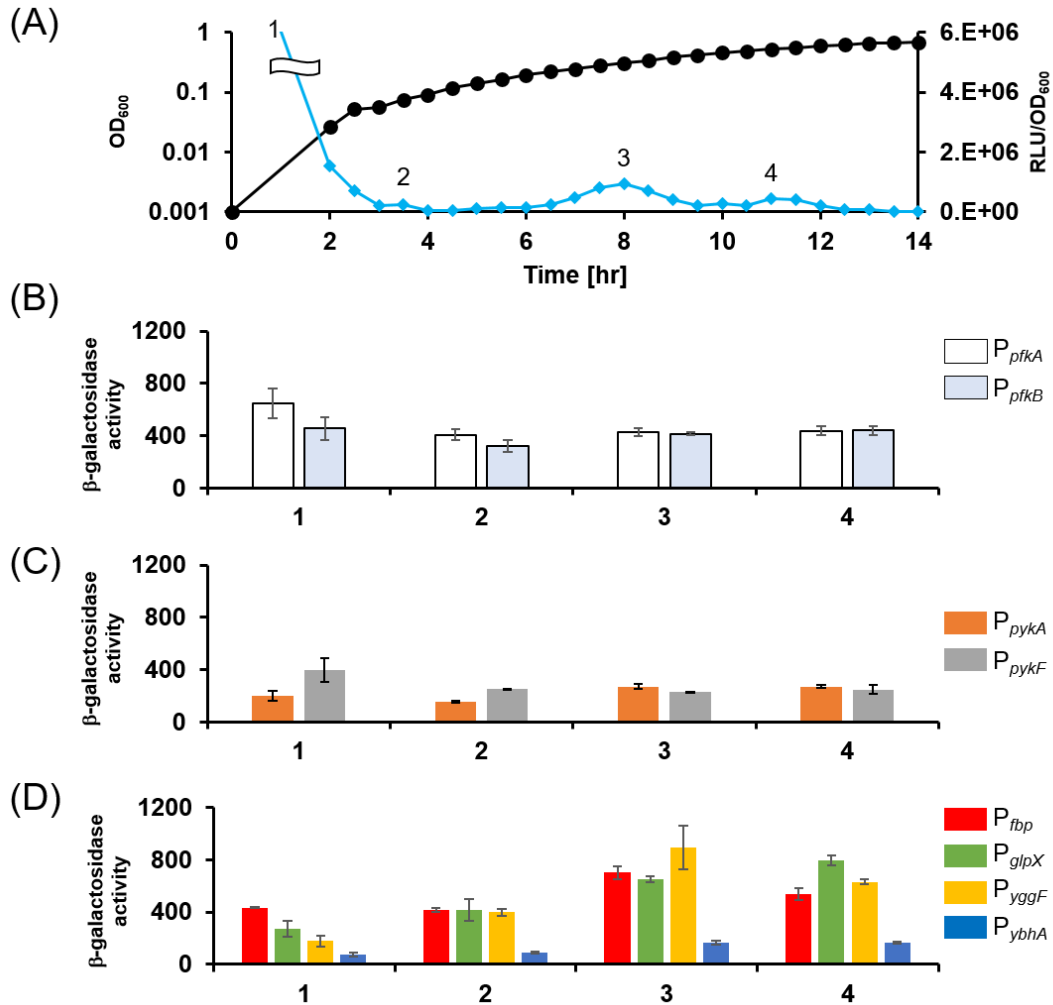 (A)
1 6.E+06
0.1 4.E+06
0.01 2.E+06
0.001 0.E+00
OD600
RLU/OD600
1
2
3
4
0 2 4 6 8 10 12 14
Time [hr]
(B)
β-galactosidase
activity
1200
800
400
0
1 2 3 4
PpfkA
PpfkB
(C)
β-galactosidase
activity
1200
800
400
0
1 2 3 4
PpykA
PpykF
(D)
β-galactosidase
activity
1200
800
400
0
1 2 3 4
Pfbp
PglpX
PyggF
PybhA